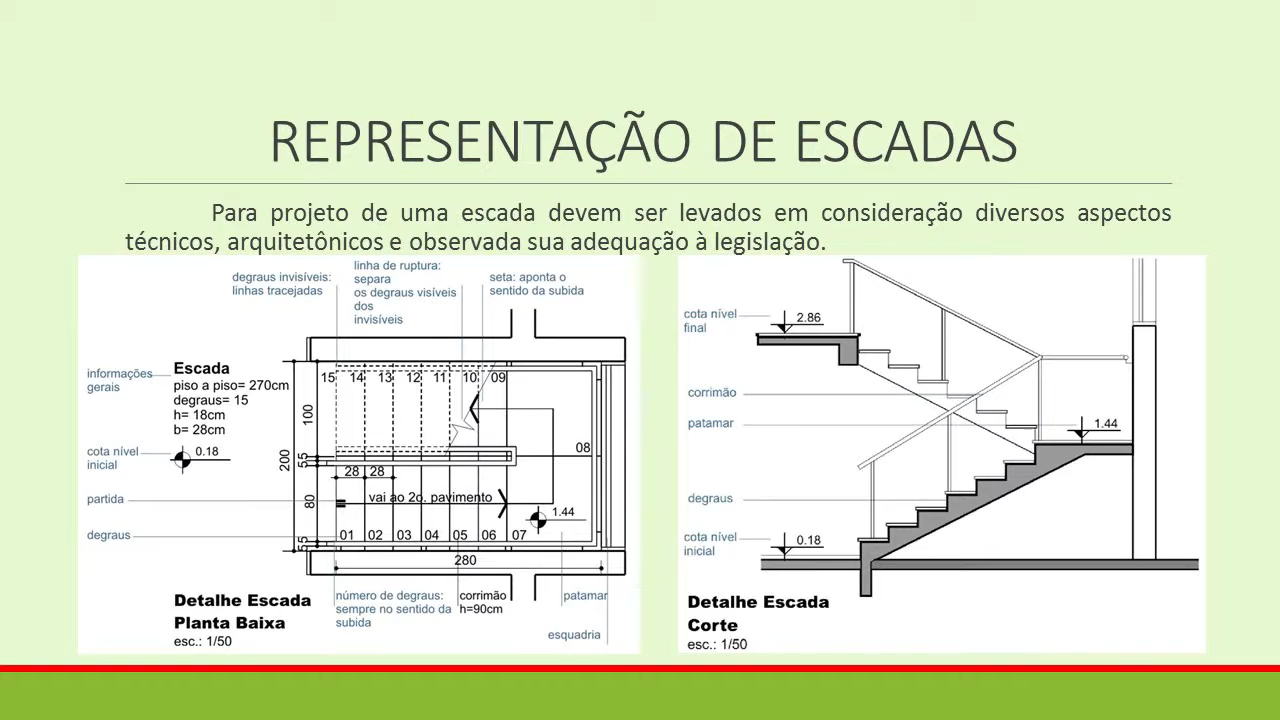 REPRESENTAÇÃO DE ESCADAS
Para projeto de uma escada devem ser levados em consideração diversos aspectos
técnicos, arquitetônicos e observada sua adequação à legislação.
degraus invisíveis:
linhas tracejadas
linha de ruptura:
separa
os degraus visíveis
dos
invisíveis
seta: aponta o
sentido da subida
informações
gerais
Escada
piso a piso= 270cm
degraus= 15
h= 18cm
b= 28cm
cota nível
inicial
0.18
partida
degraus
15 14 13 12 11 10 09
100
200
55
80
5
08
28 28
vai ao 2o. pavimento
1.44
01 02 03 04 05 06 07
280
Detalhe Escada
Planta Baixa
esc.: 1/50
número de degraus:
sempre no sentido da
subida
corrimão
h=90cm
patamar
esquadria
cota nível
final
2.86
corrimão
patamar
1.44
degraus
cota nível
inicial
0.18
Detalhe Escada
Corte
esc.: 1/50